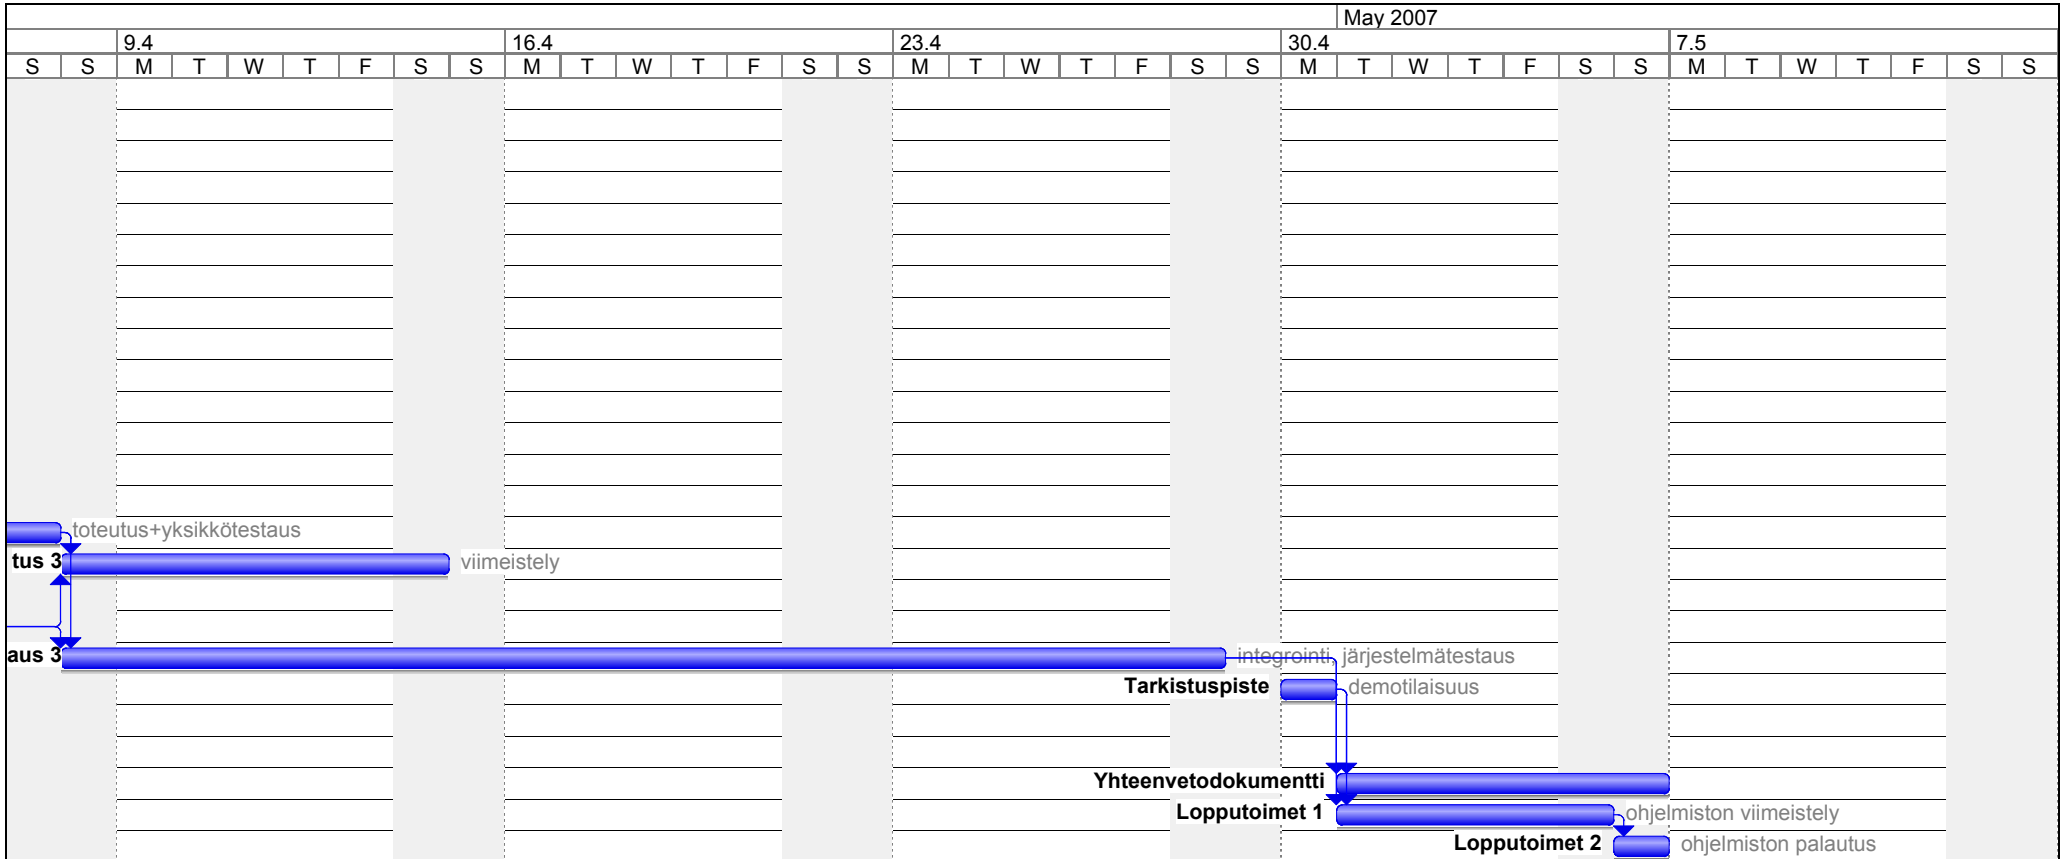 May 2007
9.4 16.4 23.4 30.4 7.5
S S M T W T F S S M T W T F S S M T W T F S S M T W T F S S M T W T F S S
toteutus+yksikkötestaus
tus 3 viimeistely
aus 3 integrointi, järjestelmätestaus
Tarkistuspiste demotilaisuus
Yhteenvetodokumentti
Lopputoimet 1 ohjelmiston viimeistely
Lopputoimet 2 ohjelmiston palautus